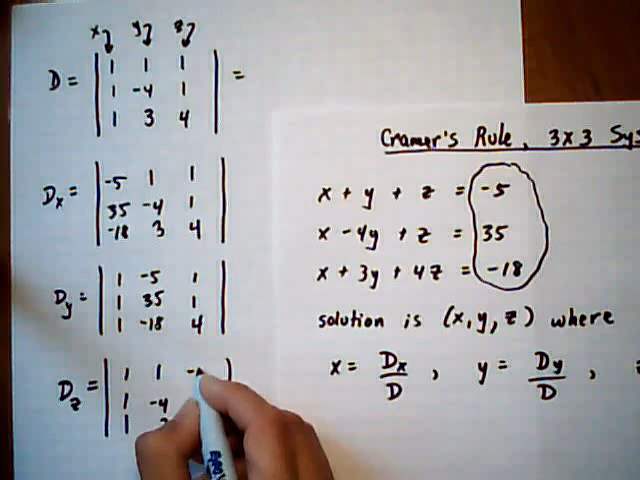 x y z
D = | 1 1 1 | =
| 1 -4 1 |
| 1 3 4 |
Cramer's Rule, 3x3 Sys
Dx = | -5 1 1 |
| 35 -4 1 |
| -18 3 4 |
x + y + z = -5
x - 4y + z = 35
x + 3y + 4z = -18
Dy = | 1 -5 1 |
| 1 35 1 |
| 1 -18 4 |
solution is (x, y, z) where
x = Dx/D , y = Dy/D ,
Dz = | 1 1 - |
| 1 -4
| 1